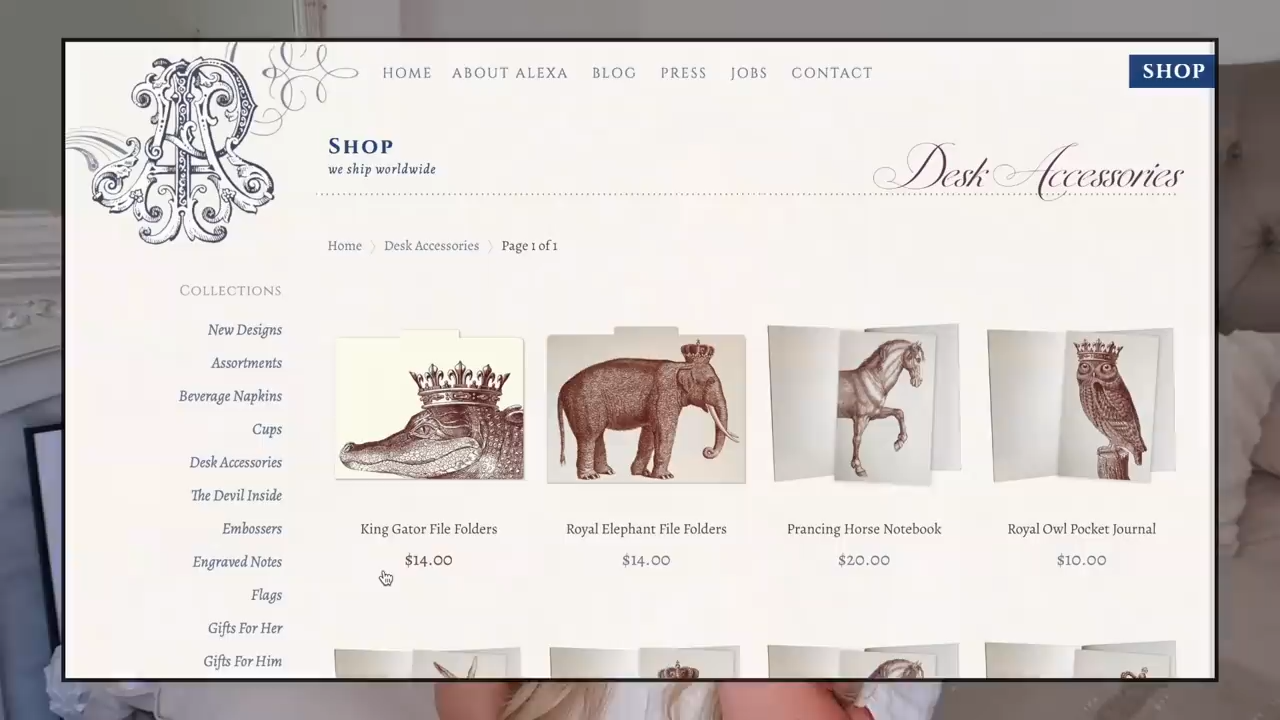 HOME ABOUT ALEXA BLOG PRESS JOBS CONTACT SHOP
SHOP
we ship worldwide
Desk Accessories
Home Desk Accessories Page 1 of 1
COLLECTIONS
New Designs
Assortments
Beverage Napkins
Cups
Desk Accessories
The Devil Inside
Embossers
Engraved Notes
Flags
Gifts For Her
Gifts For Him
King Gator File Folders
$14.00
Royal Elephant File Folders
$14.00
Prancing Horse Notebook
$20.00
Royal Owl Pocket Journal
$10.00